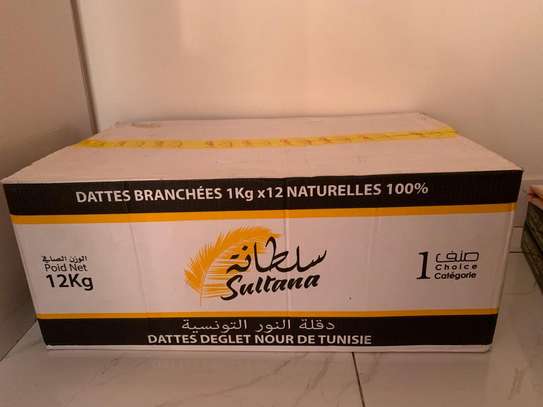 DATTES BRANCHÉES 1Kg x12 NATURELLES 100%
الوزن الصافي
Poid Net
12Kg
سلطانة
Sultana
1 صنف
Choice
Catégorie
دقلة النور التونسية
DATTES DEGLET NOUR DE TUNISIE